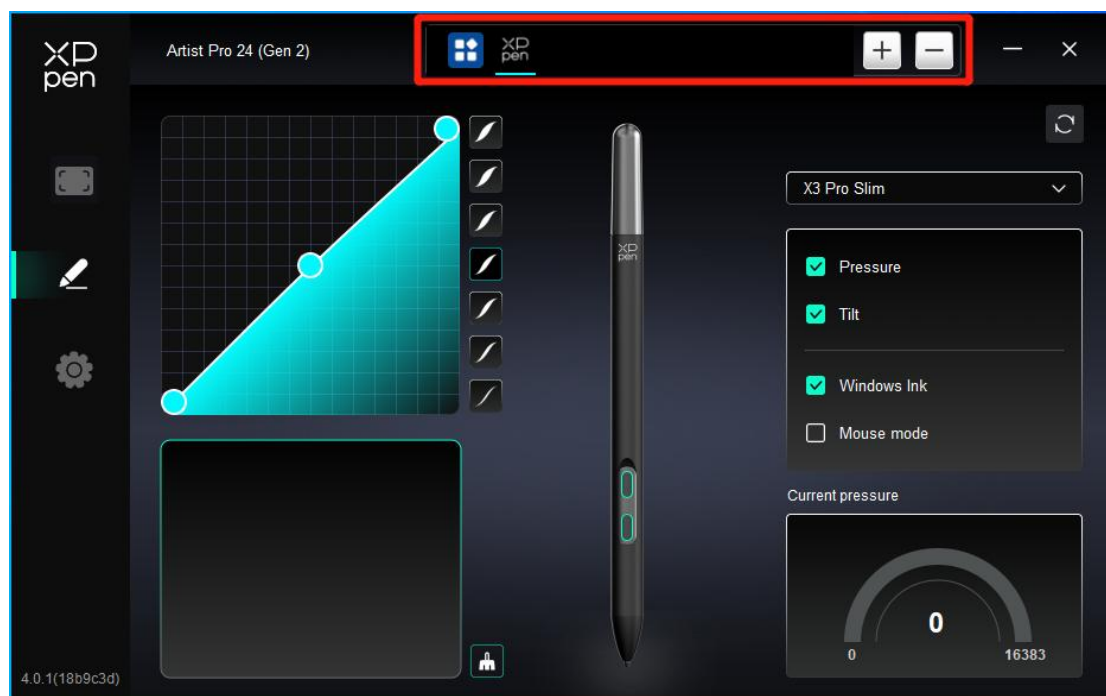 XP
pen
Artist Pro 24 (Gen 2)
XP
pen
X3 Pro Slim
XP
pen
Pressure
Tilt
Windows Ink
Mouse mode
Current pressure
0
0
16383
4.0.1(18b9c3d)